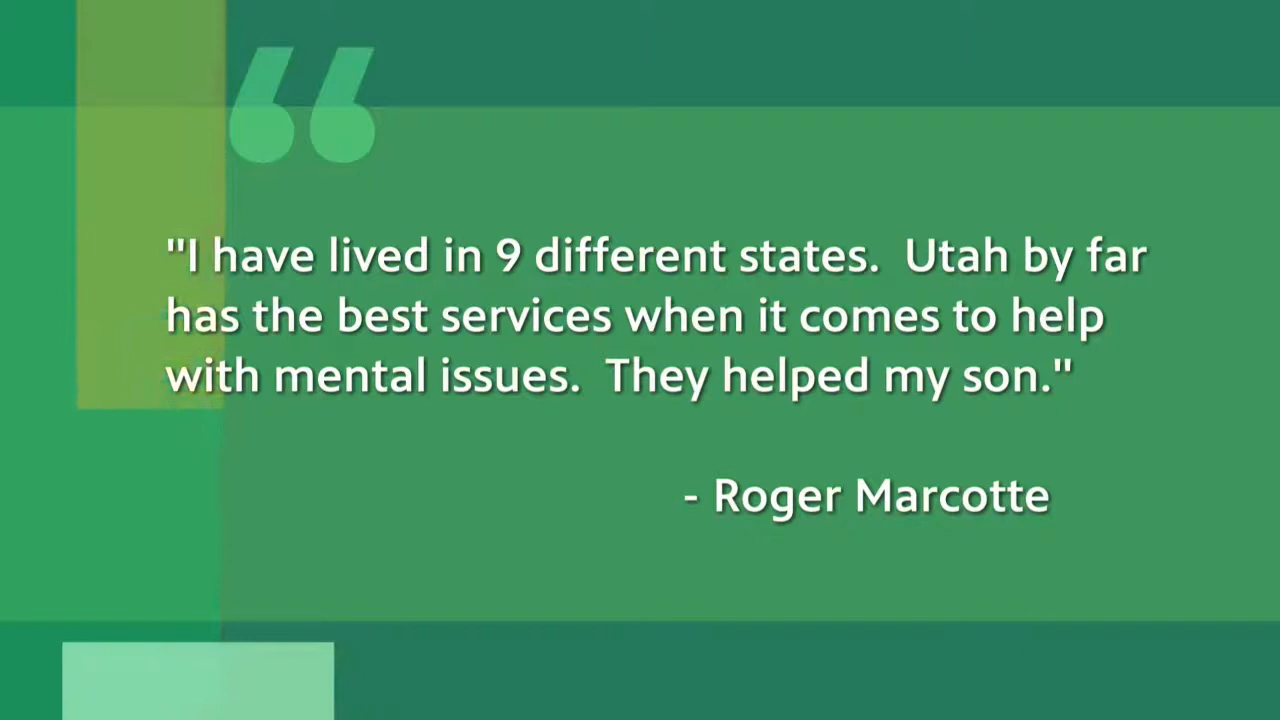 "I have lived in 9 different states.  Utah by far
has the best services when it comes to help
with mental issues.  They helped my son."
- Roger Marcotte